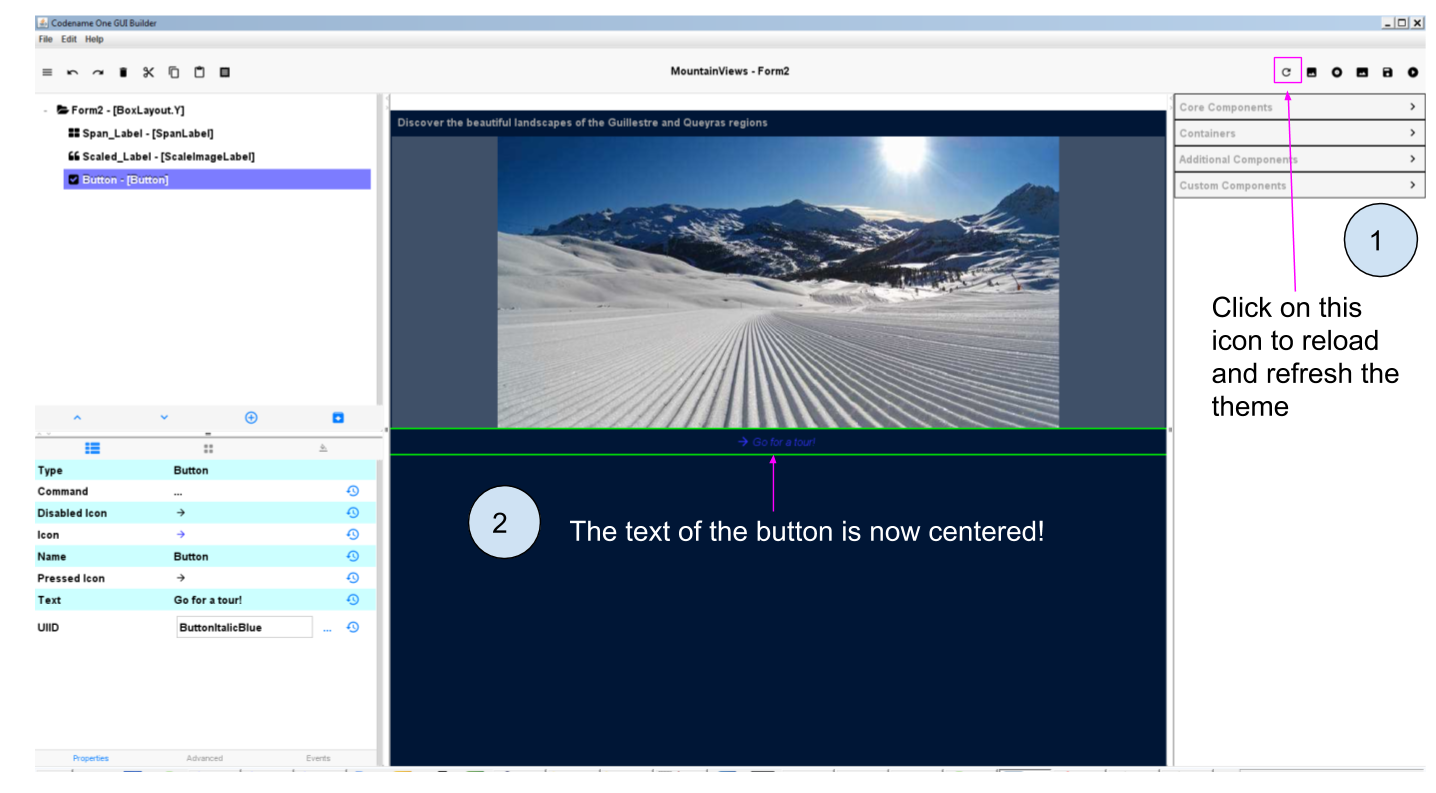 Codename One GUI Builder
File Edit Help
MountainViews - Form2
Form2 - [BoxLayout.Y]
Span_Label - [SpanLabel]
Scaled_Label - [ScaleImageLabel]
Button - [Button]
Discover the beautiful landscapes of the Guillestre and Queyras regions
→ Go for a tour!
2
The text of the button is now centered!
Core Components
Containers
Additional Components
Custom Components
1
Click on this
icon to reload
and refresh the
theme
Type Button
Command ...
Disabled Icon →
Icon →
Name Button
Pressed Icon →
Text Go for a tour!
UIID ButtonItalicBlue ...
Properties Advanced Events